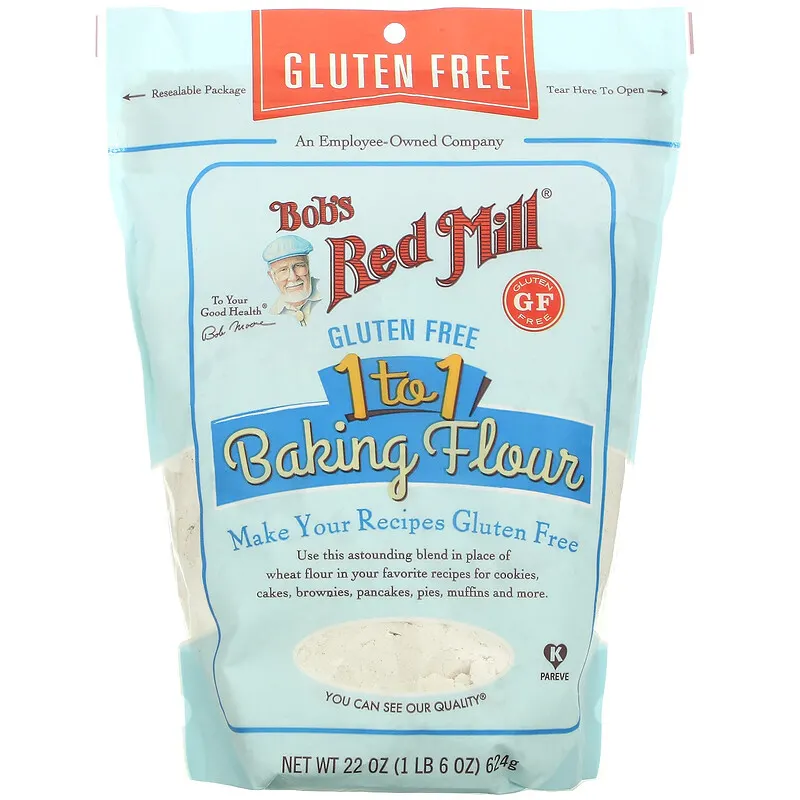 GLUTEN FREE
Resealable Package
Tear Here To Open
An Employee-Owned Company
Bob's
Red Mill®
To Your
Good Health®
Bob Moore
GLUTEN
GF
FREE
GLUTEN FREE
1 to 1
Baking Flour
Make Your Recipes Gluten Free
Use this astounding blend in place of
wheat flour in your favorite recipes for cookies,
cakes, brownies, pancakes, pies, muffins and more.
K
PAREVE
YOU CAN SEE OUR QUALITY®
NET WT 22 OZ (1 LB 6 OZ) 624g